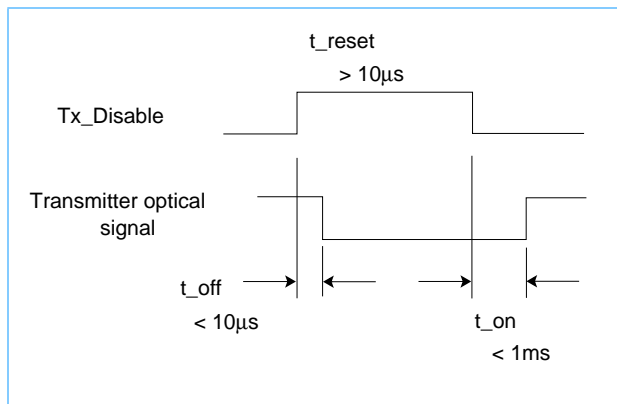 t_reset
> 10μs
Tx_Disable
Transmitter optical
signal
t_off
< 10μs
t_on
< 1ms